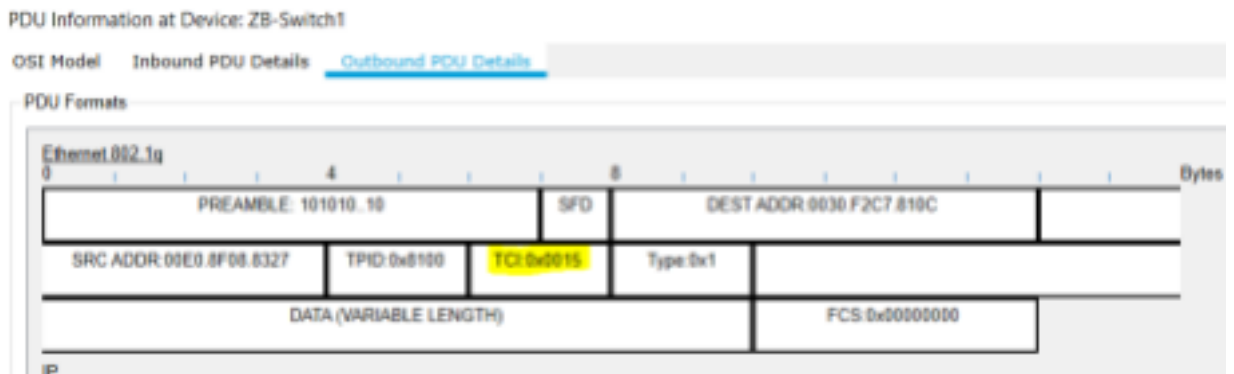 PDU Information at Device: ZB-Switch1
OSI Model Inbound PDU Details Outbound PDU Details
PDU Formats
Ethernet 802.1q
0 4 8 Bytes
PREAMBLE: 101010..10 SFD DEST ADDR:0030.F2C7.810C
SRC ADDR:00E0.8F08.8327 TPID:0x8100 TCI:0x0015 Type:0x1
DATA (VARIABLE LENGTH) FCS:0x00000000
IP